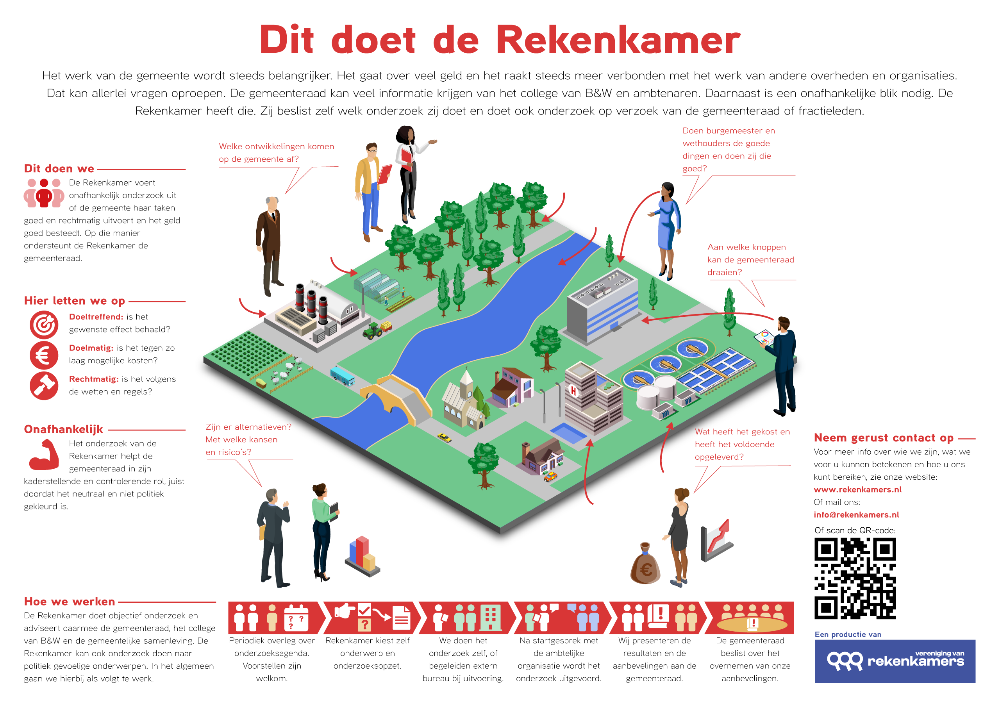 Dit doet de Rekenkamer
Het werk van de gemeente wordt steeds belangrijker. Het gaat over veel geld en het raakt steeds meer verbonden met het werk van andere overheden en organisaties.
Dat kan allerlei vragen oproepen. De gemeenteraad kan veel informatie krijgen van het college van B&W en ambtenaren. Daarnaast is een onafhankelijke blik nodig. De
Rekenkamer heeft die. Zij beslist zelf welk onderzoek zij doet en doet ook onderzoek op verzoek van de gemeenteraad of fractieleden.
Dit doen we
De Rekenkamer voert
onafhankelijk onderzoek uit
of de gemeente haar taken
goed en rechtmatig uitvoert en het geld
goed besteedt. Op die manier
ondersteunt de Rekenkamer de
gemeenteraad.
Hier letten we op
Doeltreffend: is het
gewenste effect behaald?
€
Doelmatig: is het tegen zo
laag mogelijke kosten?
Rechtmatig: is het volgens
de wetten en regels?
Onafhankelijk
Het onderzoek van de
Rekenkamer helpt de
gemeenteraad in zijn
kaderstellende en controlerende rol, juist
doordat het neutraal en niet politiek
gekleurd is.
Welke ontwikkelingen komen
op de gemeente af?
Doen burgemeester en
wethouders de goede
dingen en doen zij die
goed?
Aan welke knoppen
kan de gemeenteraad
draaien?
H
Zijn er alternatieven?
Met welke kansen
en risico's?
Wat heeft het gekost en
heeft het voldoende
opgeleverd?
€
Neem gerust contact op
Voor meer info over wie we zijn, wat we
voor u kunnen betekenen en hoe u ons
kunt bereiken, zie onze website:
www.rekenkamers.nl
Of mail ons:
info@rekenkamers.nl
Of scan de QR-code:
Hoe we werken
De Rekenkamer doet objectief onderzoek en
adviseert daarmee de gemeenteraad, het college
van B&W en de gemeentelijke samenleving. De
Rekenkamer kan ook onderzoek doen naar
politiek gevoelige onderwerpen. In het algemeen
gaan we hierbij als volgt te werk.
? ?
?
Periodiek overleg over
onderzoeksagenda.
Voorstellen zijn
welkom.
?
Rekenkamer kiest zelf
onderwerp en
onderzoeksopzet.
We doen het
onderzoek zelf, of
begeleiden extern
bureau bij uitvoering.
Na startgesprek met
de ambtelijke
organisatie wordt het
onderzoek uitgevoerd.
!
Wij presenteren de
resultaten en de
aanbevelingen aan de
gemeenteraad.
!
De gemeenteraad
beslist over het
overnemen van onze
aanbevelingen.
Een productie van
vereniging van
rekenkamers